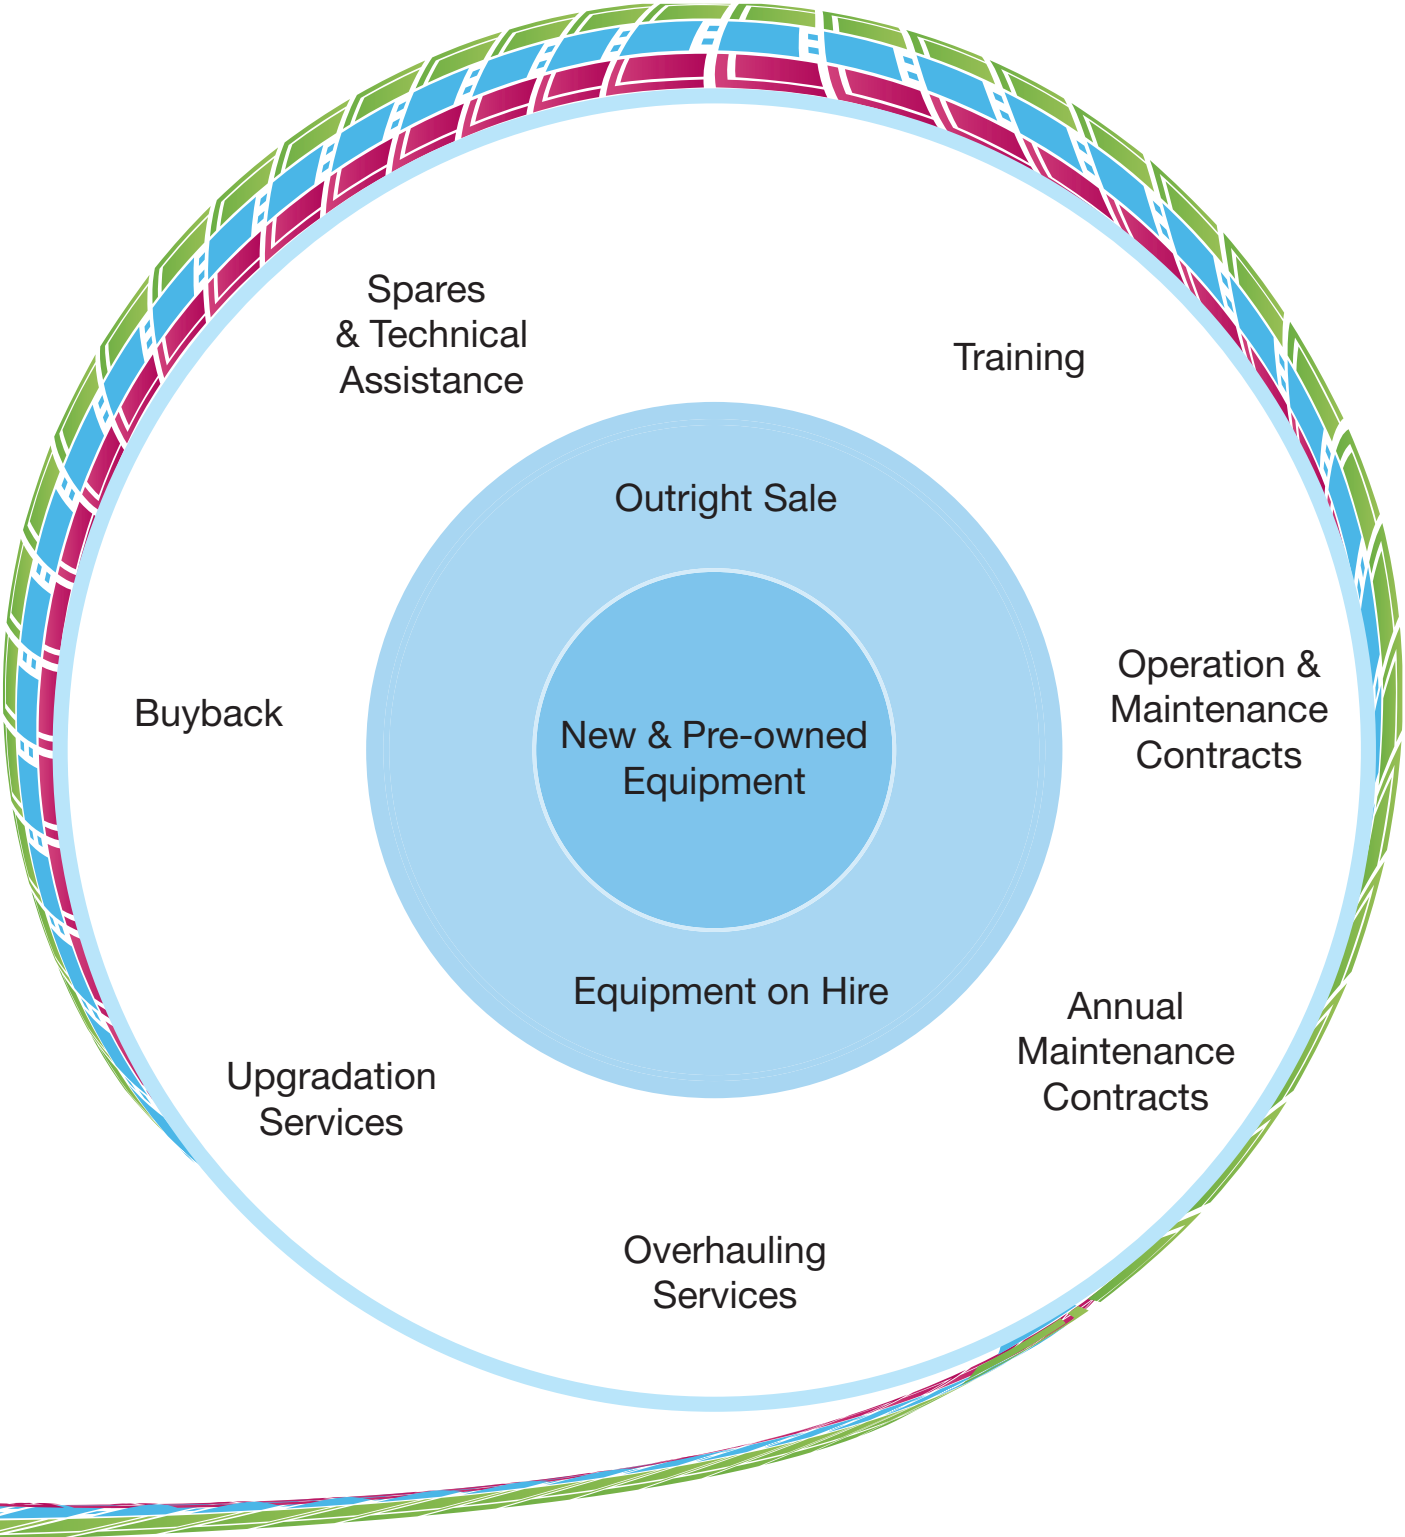 Spares
& Technical
Assistance
Training
Outright Sale
Operation &
Maintenance
Contracts
Buyback
New & Pre-owned
Equipment
Equipment on Hire
Annual
Maintenance
Contracts
Upgradation
Services
Overhauling
Services